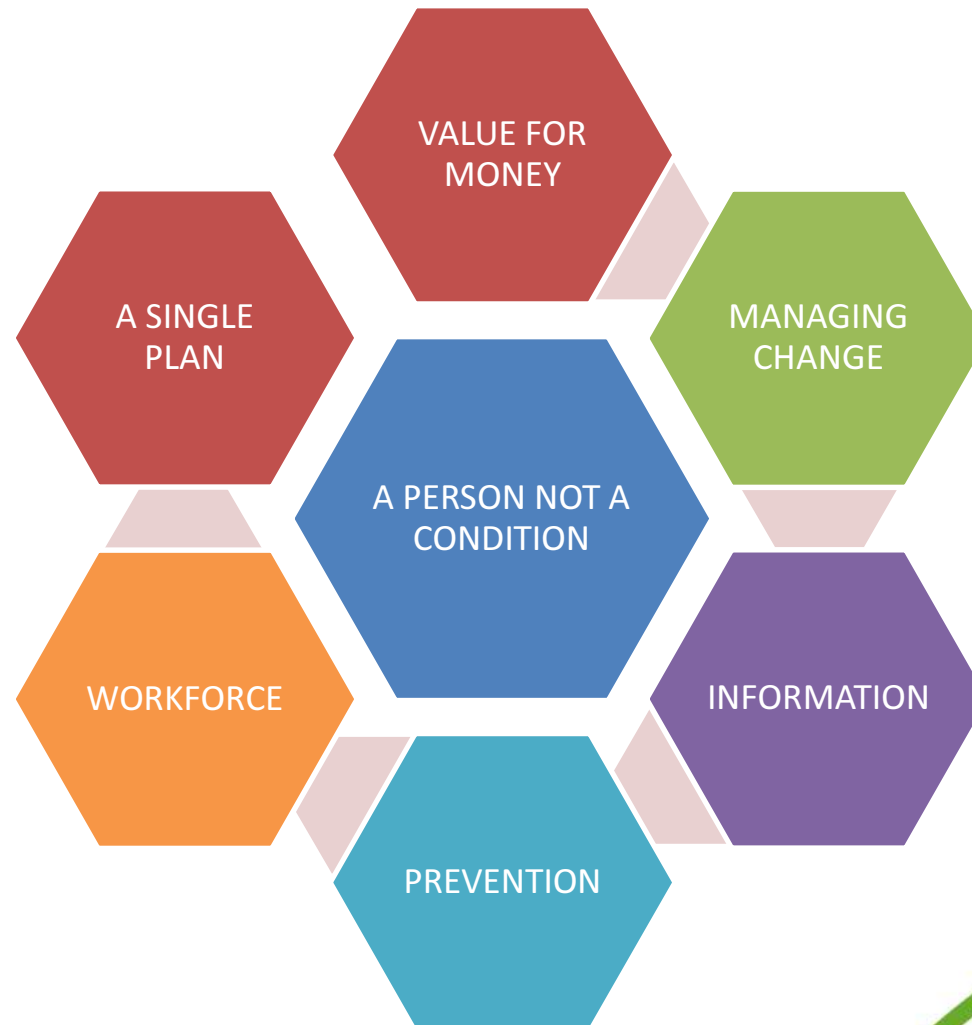 VALUE FOR
MONEY
A SINGLE
PLAN
MANAGING
CHANGE
A PERSON NOT A
CONDITION
WORKFORCE
INFORMATION
PREVENTION